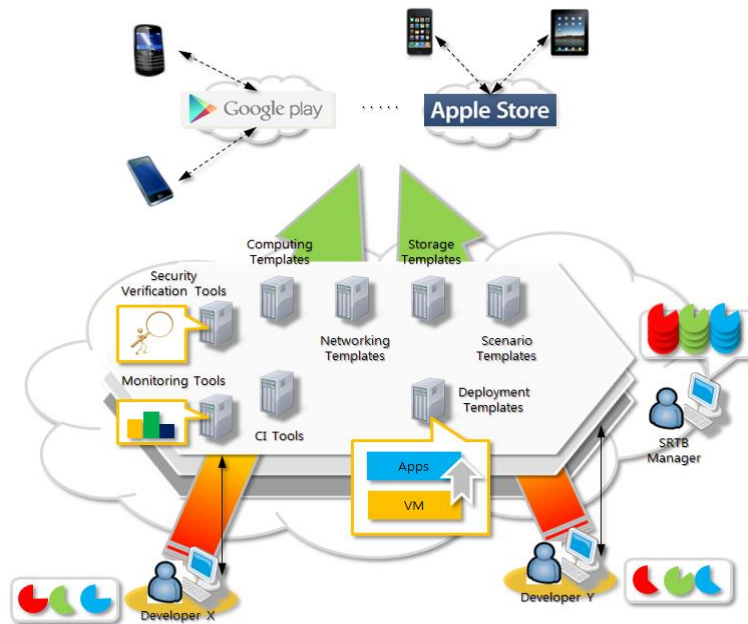 Google play
......
Apple Store
Computing
Templates
Storage
Templates
Security
Verification Tools
Networking
Templates
Scenario
Templates
Monitoring Tools
CI Tools
Deployment
Templates
SRTB
Manager
Apps
VM
Developer X
Developer Y